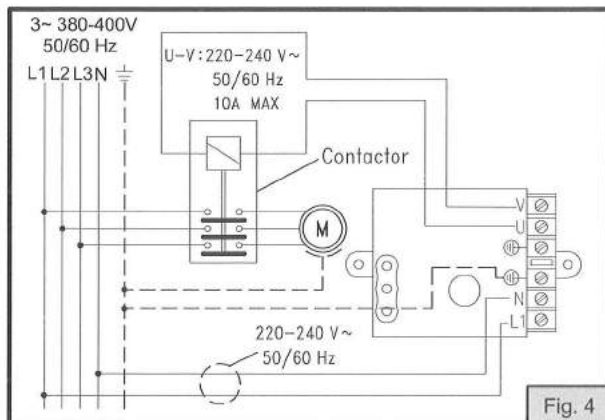 3~ 380-400V
50/60 Hz
L1 L2 L3 N
U-V: 220-240 V~
50/60 Hz
10A MAX
Contactor
M
V
U
N
L1
220-240 V~
50/60 Hz
Fig. 4